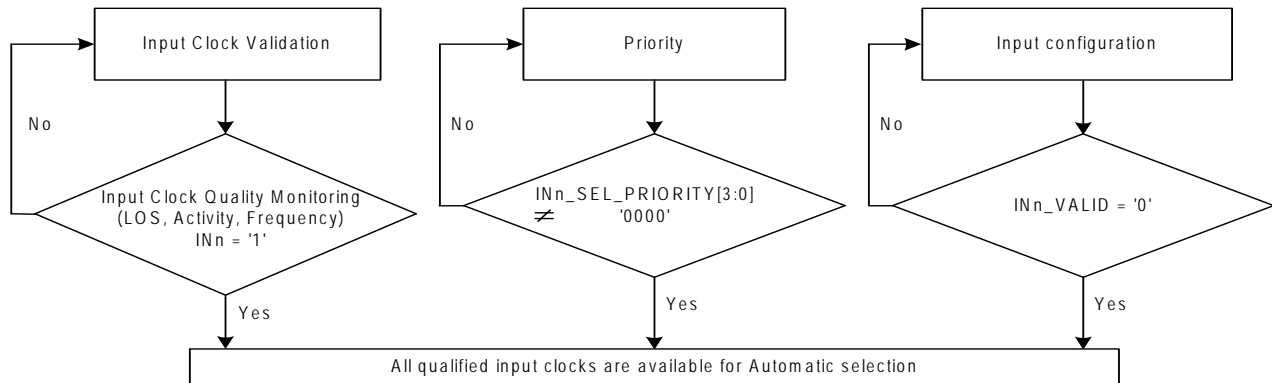 Input Clock Validation
No
Input Clock Quality Monitoring
(LOS, Activity, Frequency)
INn = '1'
Yes
Priority
No
INn_SEL_PRIORITY[3:0]
≠ '0000'
Yes
Input configuration
No
INn_VALID = '0'
Yes
All qualified input clocks are available for Automatic selection